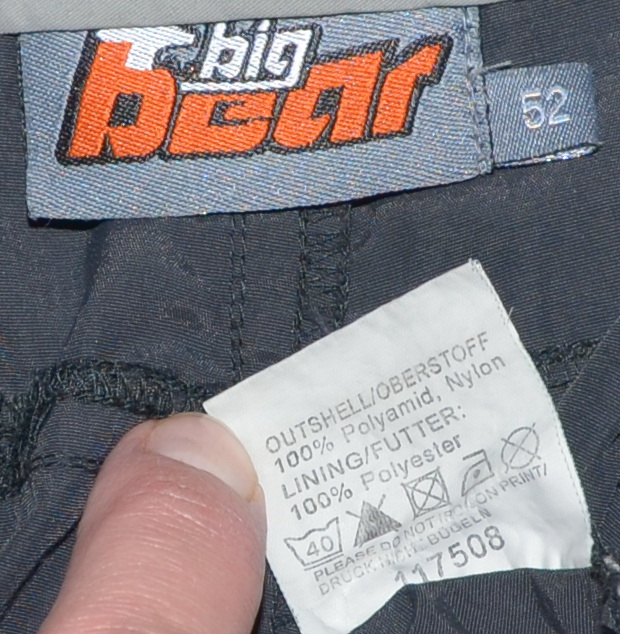 big
bear
52
OUTSHELL/OBERSTOFF
100% Polyamid, Nylon
LINING/FUTTER:
100% Polyester
40
PLEASE DO NOT IRON ON PRINT/
DRUCK NICHT BÜGELN
117508